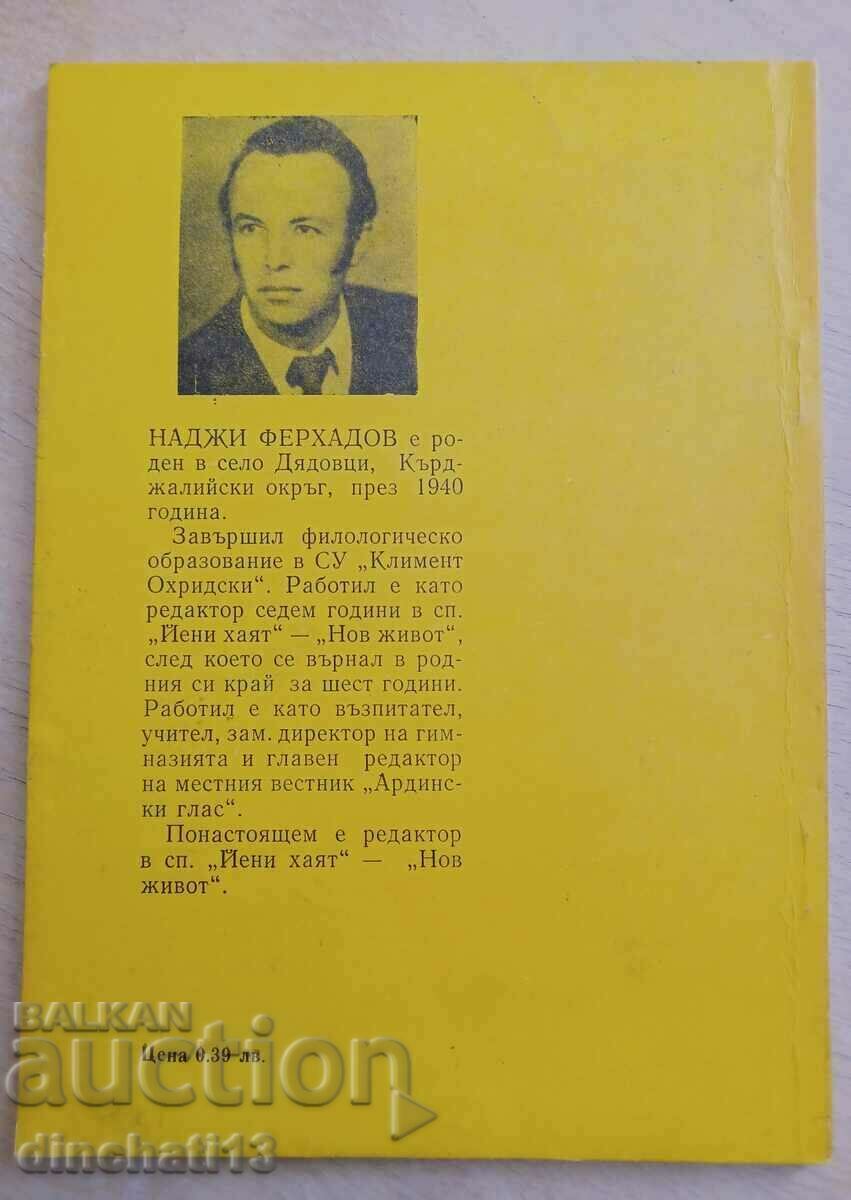 НАДЖИ ФЕРХАДОВ е ро-
ден в село Дядовци, Кърд-
жалийски окръг, през 1940
година.
Завършил филологическо
образование в СУ „Климент
Охридски“. Работил е като
редактор седем години в сп.
„Йени хаят“ — „Нов живот“,
след което се върнал в род-
ния си край за шест години.
Работил е като възпитател,
учител, зам. директор на гим-
назията и главен редактор
на местния вестник „Ардинс-
ки глас“.
Понастоящем е редактор
в сп. „Йени хаят“ — „Нов
живот“.
BALKAN
auction
Цена 0.39 лв.
dinchati13